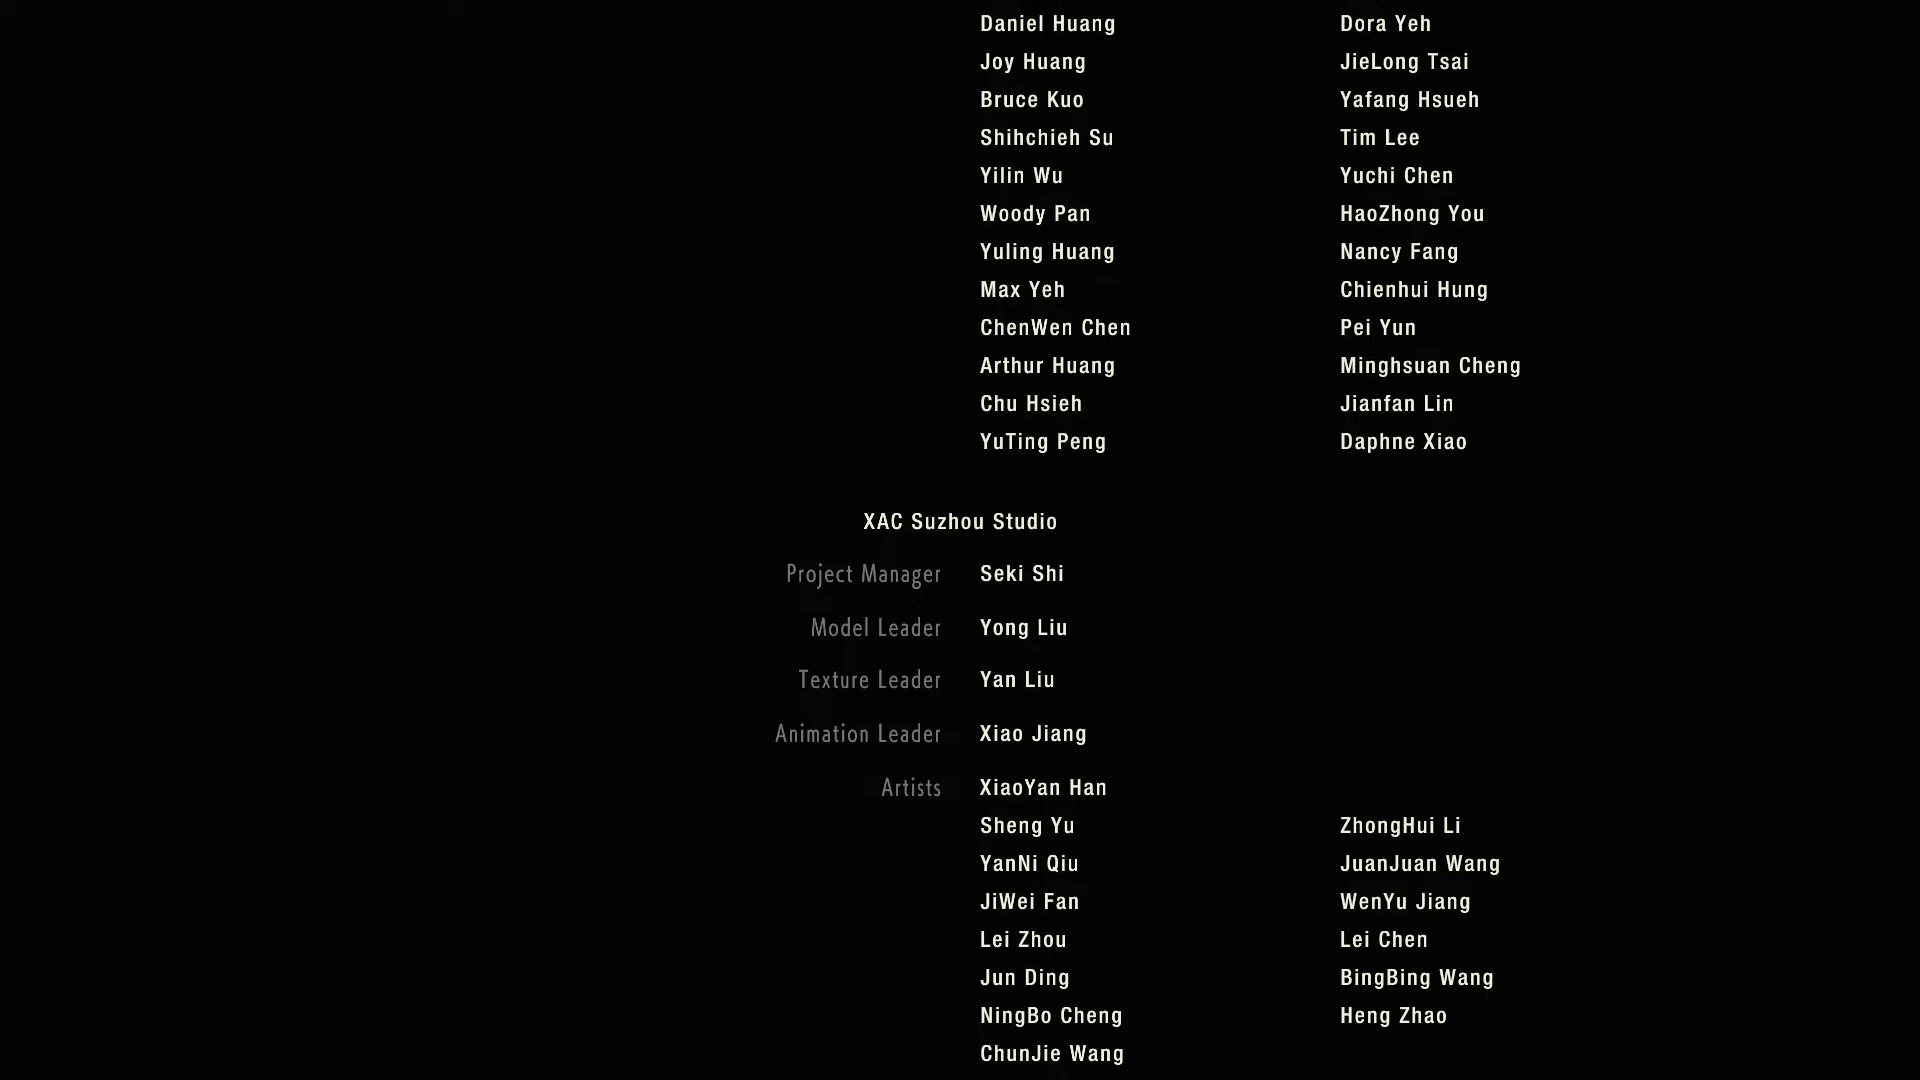 Daniel Huang Dora Yeh
Joy Huang JieLong Tsai
Bruce Kuo Yafang Hsueh
Shihchieh Su Tim Lee
Yilin Wu Yuchi Chen
Woody Pan HaoZhong You
Yuling Huang Nancy Fang
Max Yeh Chienhui Hung
ChenWen Chen Pei Yun
Arthur Huang Minghsuan Cheng
Chu Hsieh Jianfan Lin
YuTing Peng Daphne Xiao
XAC Suzhou Studio
Project Manager Seki Shi
Model Leader Yong Liu
Texture Leader Yan Liu
Animation Leader Xiao Jiang
Artists XiaoYan Han
Sheng Yu ZhongHui Li
YanNi Qiu JuanJuan Wang
JiWei Fan WenYu Jiang
Lei Zhou Lei Chen
Jun Ding BingBing Wang
NingBo Cheng Heng Zhao
ChunJie Wang